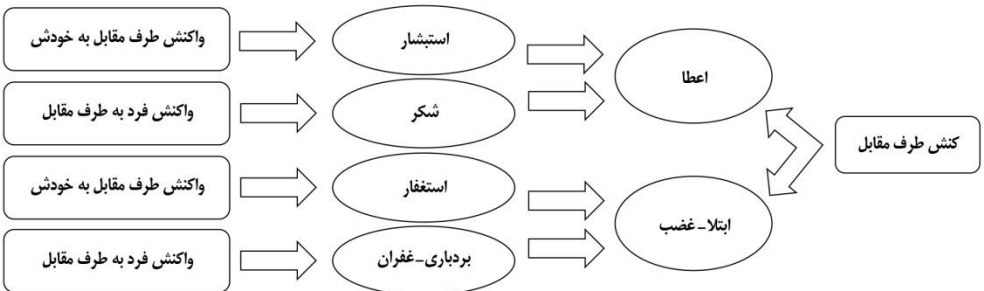 کنش طرف مقابل
اعطا
ابتلا-غضب
استبشار
شکر
استغفار
بردباری-غفران
واکنش طرف مقابل به خودش
واکنش فرد به طرف مقابل
واکنش طرف مقابل به خودش
واکنش فرد به طرف مقابل